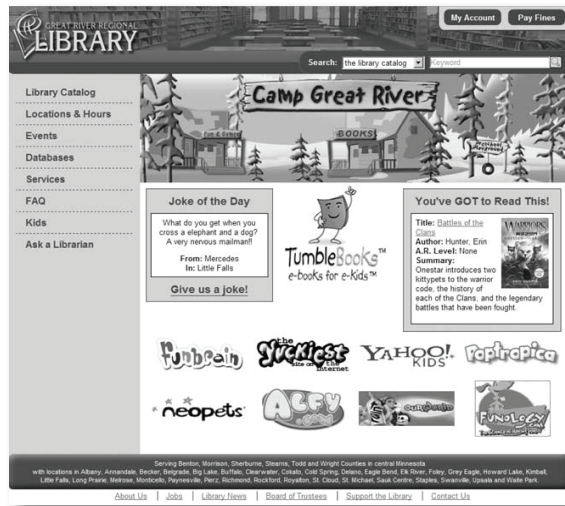 GREAT RIVER REGIONAL
LIBRARY
My Account
Pay Fines
Search:
the library catalog
Keyword
Library Catalog
Locations & Hours
Events
Databases
Services
FAQ
Kids
Ask a Librarian
Camp Great River
Fun & Games
BOOKS
Preschool
Playground
Joke of the Day
What do you get when you
cross a elephant and a dog?
A very nervous mailman!!
From: Mercedes
In: Little Falls
Give us a joke!
TumbleBooks™
e-books for e-Kids™
You've GOT to Read This!
Title: Battles of the
Clans
Author: Hunter, Erin
A.R. Level: None
Summary:
Onestar introduces two
kittypets to the warrior
code, the history of
each of the Clans, and the legendary
battles that have been fought.
WARRIORS
funbrain
the
Yuckiest
site on the
internet
YAHOO!
KIDS
Poptropica
neopets
ALFY
.com
FUNOLOGY
.COM
Serving Benton, Morrison, Sherburne, Stearns, Todd and Wright Counties in central Minnesota
with locations in Albany, Annandale, Becker, Belgrade, Big Lake, Buffalo, Clearwater, Cokato, Cold Spring, Delano, Eagle Bend, Elk River, Foley, Grey Eagle, Howard Lake, Kimball,
Little Falls, Long Prairie, Melrose, Monticello, Paynesville, Pierz, Richmond, Rockford, Royalton, St. Cloud, St. Michael, Sauk Centre, Staples, Swanville, Upsala and Waite Park.
About Us | Jobs | Library News | Board of Trustees | Support the Library | Contact Us